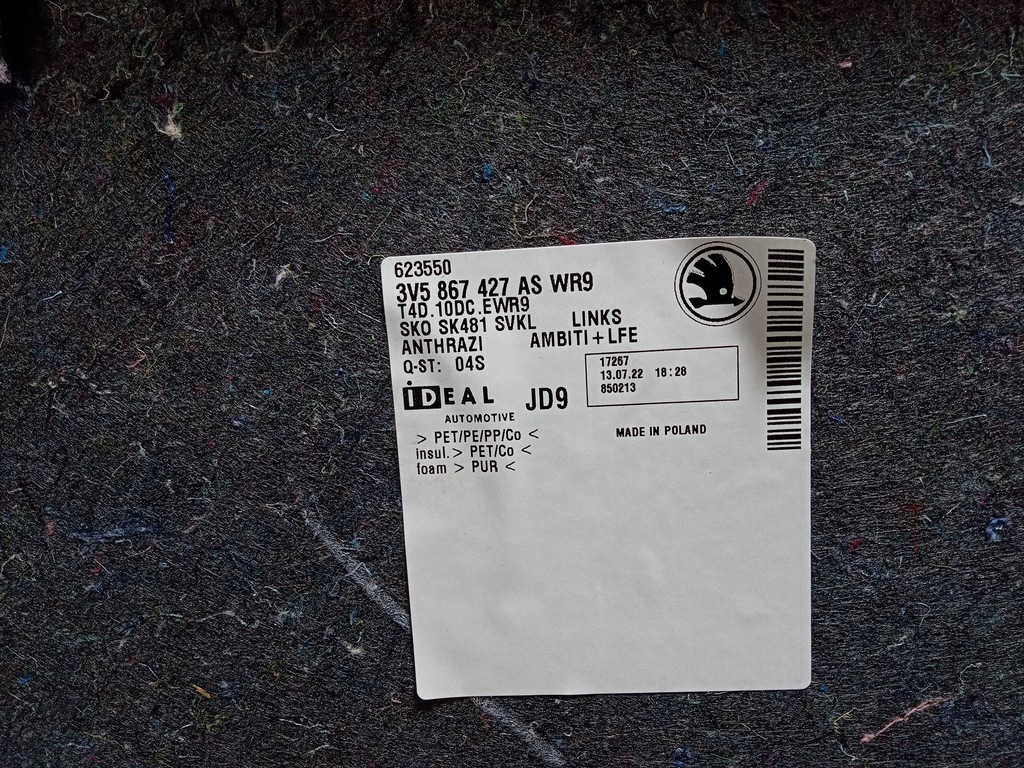 623550
3V5 867 427 AS WR9
T4D.10DC.EWR9
SKO SK481 SVKL LINKS
ANTHRAZI AMBITI+LFE
Q-ST: 04S
17267
13.07.22 18:28
850213
iDEAL JD9
AUTOMOTIVE
MADE IN POLAND
> PET/PE/PP/Co <
insul.> PET/Co <
foam > PUR <